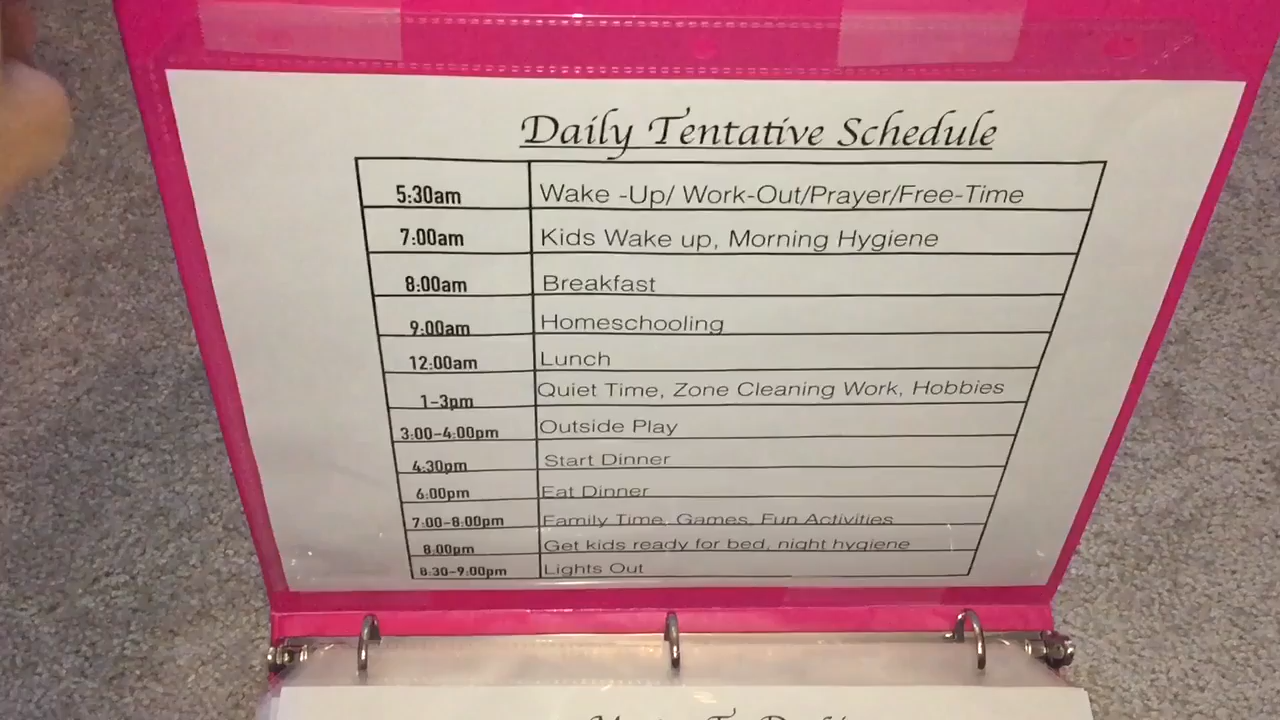 Daily Tentative Schedule
5:30am Wake -Up/ Work-Out/Prayer/Free-Time
7:00am Kids Wake up, Morning Hygiene
8:00am Breakfast
9:00am Homeschooling
12:00am Lunch
1-3pm Quiet Time, Zone Cleaning Work, Hobbies
3:00-4:00pm Outside Play
4:30pm Start Dinner
6:00pm Eat Dinner
7:00-8:00pm Family Time, Games, Fun Activities
8:00pm Get kids ready for bed, night hygiene
8:30-9:00pm Lights Out